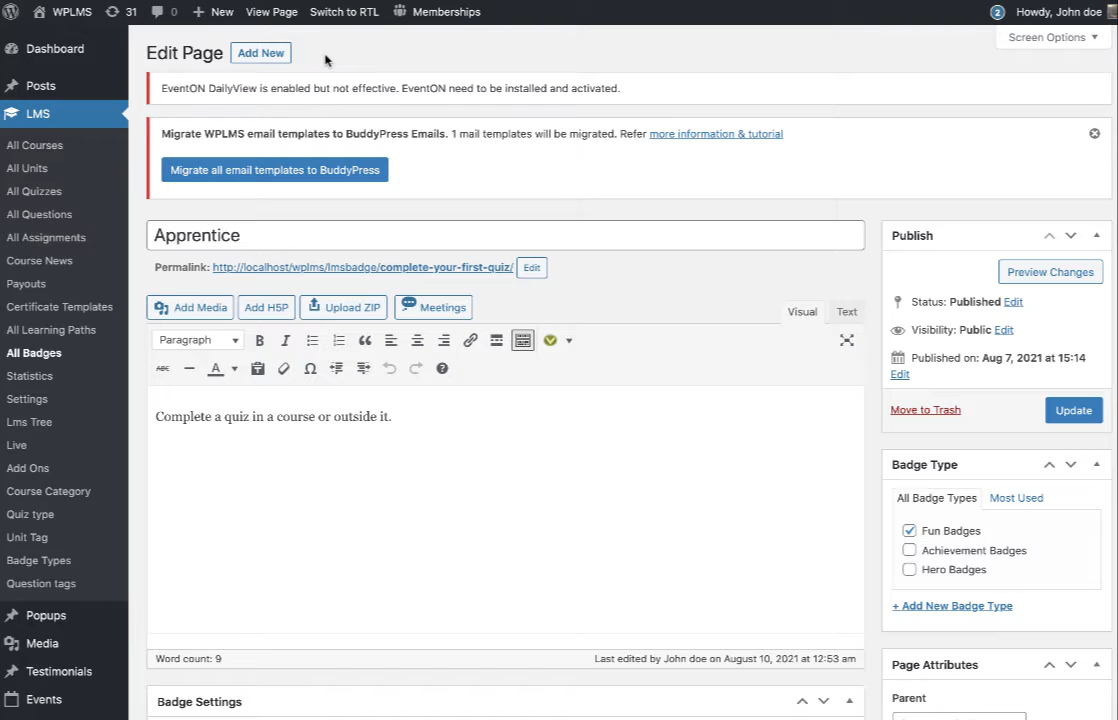 WPLMS 31 0 New View Page Switch to RTL Memberships 2 Howdy, John doe
Dashboard
Posts
LMS
All Courses
All Units
All Quizzes
All Questions
All Assignments
Course News
Payouts
Certificate Templates
All Learning Paths
All Badges
Statistics
Settings
Lms Tree
Live
Add Ons
Course Category
Quiz type
Unit Tag
Badge Types
Question tags
Popups
Media
Testimonials
Events
Screen Options
Edit Page Add New
EventON DailyView is enabled but not effective. EventON need to be installed and activated.
Migrate WPLMS email templates to BuddyPress Emails. 1 mail templates will be migrated. Refer more information & tutorial
Migrate all email templates to BuddyPress
Apprentice
Permalink: http://localhost/wplms/lmsbadge/complete-your-first-quiz/ Edit
Add Media Add H5P Upload ZIP Meetings Visual Text
Paragraph B I
ABC A Ω
Complete a quiz in a course or outside it.
Word count: 9 Last edited by John doe on August 10, 2021 at 12:53 am
Badge Settings
Publish
Preview Changes
Status: Published Edit
Visibility: Public Edit
Published on: Aug 7, 2021 at 15:14
Edit
Move to Trash Update
Badge Type
All Badge Types Most Used
Fun Badges
Achievement Badges
Hero Badges
+ Add New Badge Type
Page Attributes
Parent